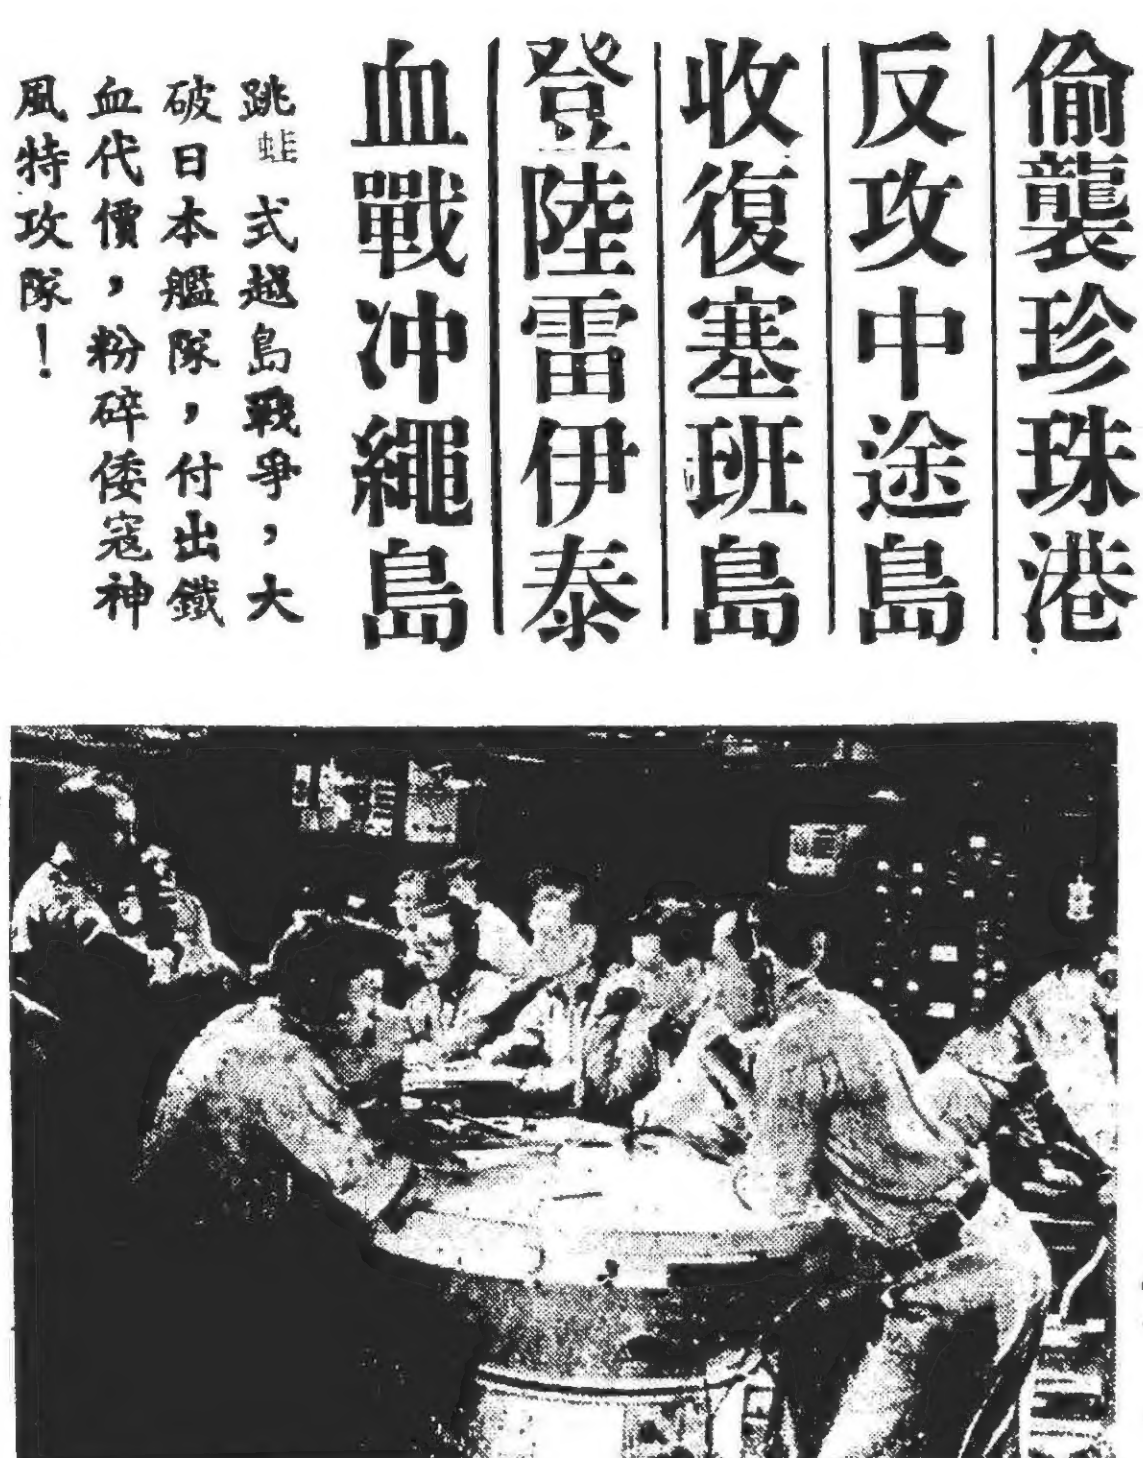 偷襲珍珠港
反攻中途島
收復塞班島
登陸雷伊泰
血戰冲繩島
跳蛙式越島戰爭，大
破日本艦隊，付出鐵
血代價，粉碎倭寇神
風特攻隊！